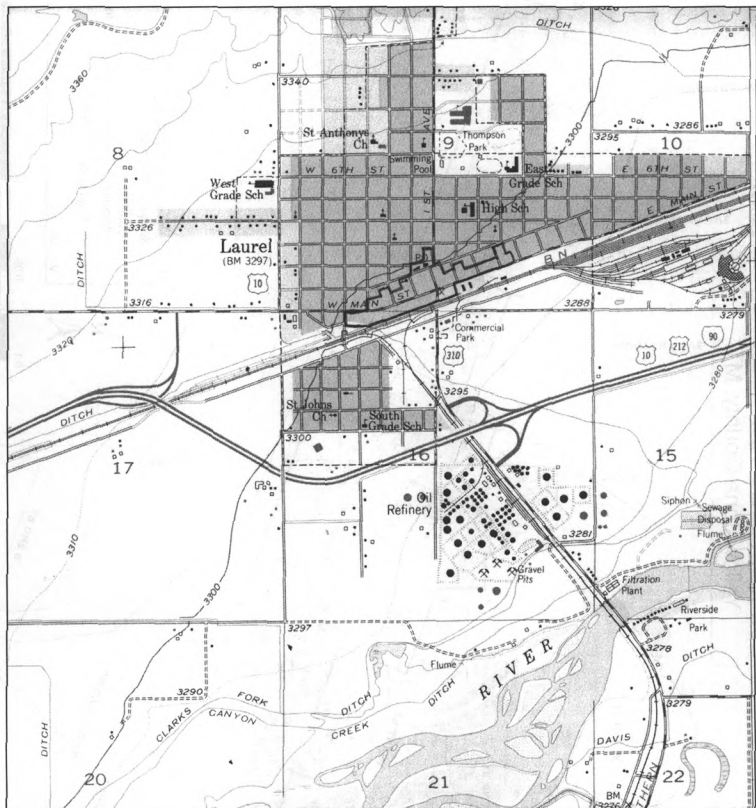 DITCH
3360
3340
3300
3286
3295
8
9
10
St Anthonys
Ch
AVE
Thompson
Park
Swimming
Pool
W 6TH ST
E 6TH ST
East
Grade Sch
West
Grade Sch
I ST
High Sch
E MAIN ST
3326
Laurel
(BM 3297)
DITCH
10
PO
BN
3316
W MAIN ST
3288
3279
3320
Commercial
Park
310
10
212
90
3280
3295
DITCH
St Johns
Ch
South
Grade Sch
3300
17
16
15
Oil
Refinery
Siphon
Sewage
Disposal
Flume
3281
3310
Gravel
Pits
Filtration
Plant
3300
Riverside
Park
3297
RIVER
3278
Flume
DITCH
3290
FORK
DITCH
CLARKS
CANYON
CREEK
DITCH
3279
DITCH
DAVIS
20
21
22
BM
3276
THERN